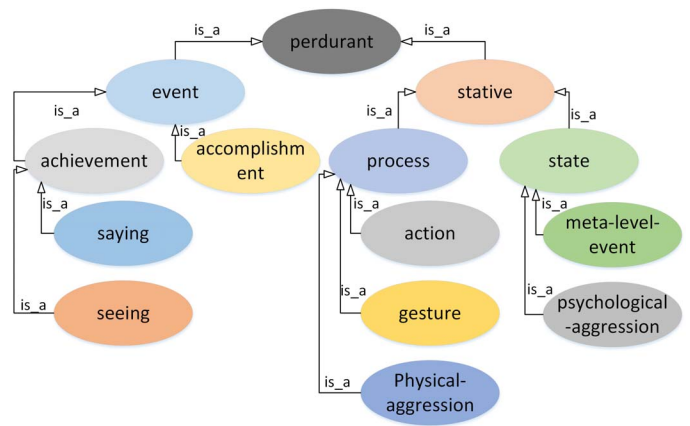 perdurant
is_a
is_a
event
stative
is_a
is_a
is_a
is_a
achievement
accomplishm
ent
process
state
is_a
is_a
is_a
saying
action
meta-level-
event
is_a
is_a
is_a
seeing
gesture
psychological
-aggression
is_a
Physical-
aggression